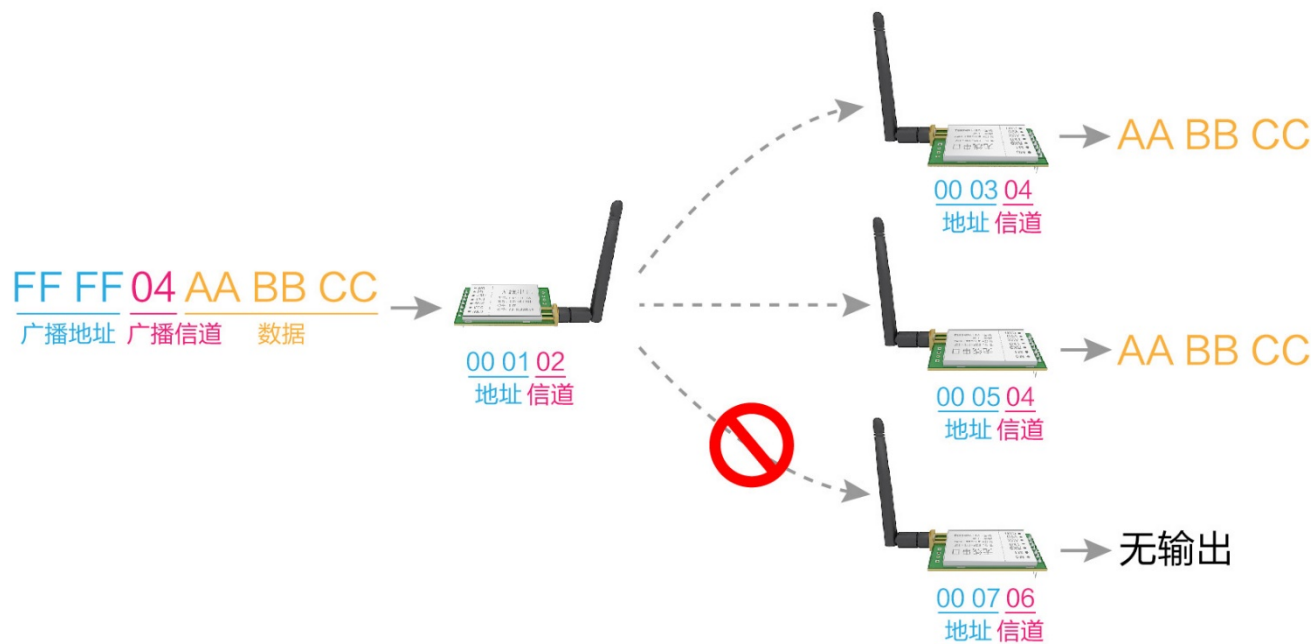 FF FF 04 AA BB CC
广播地址 广播信道 数据
00 01 02
地址 信道
AA BB CC
00 03 04
地址 信道
AA BB CC
00 05 04
地址 信道
无输出
00 07 06
地址 信道